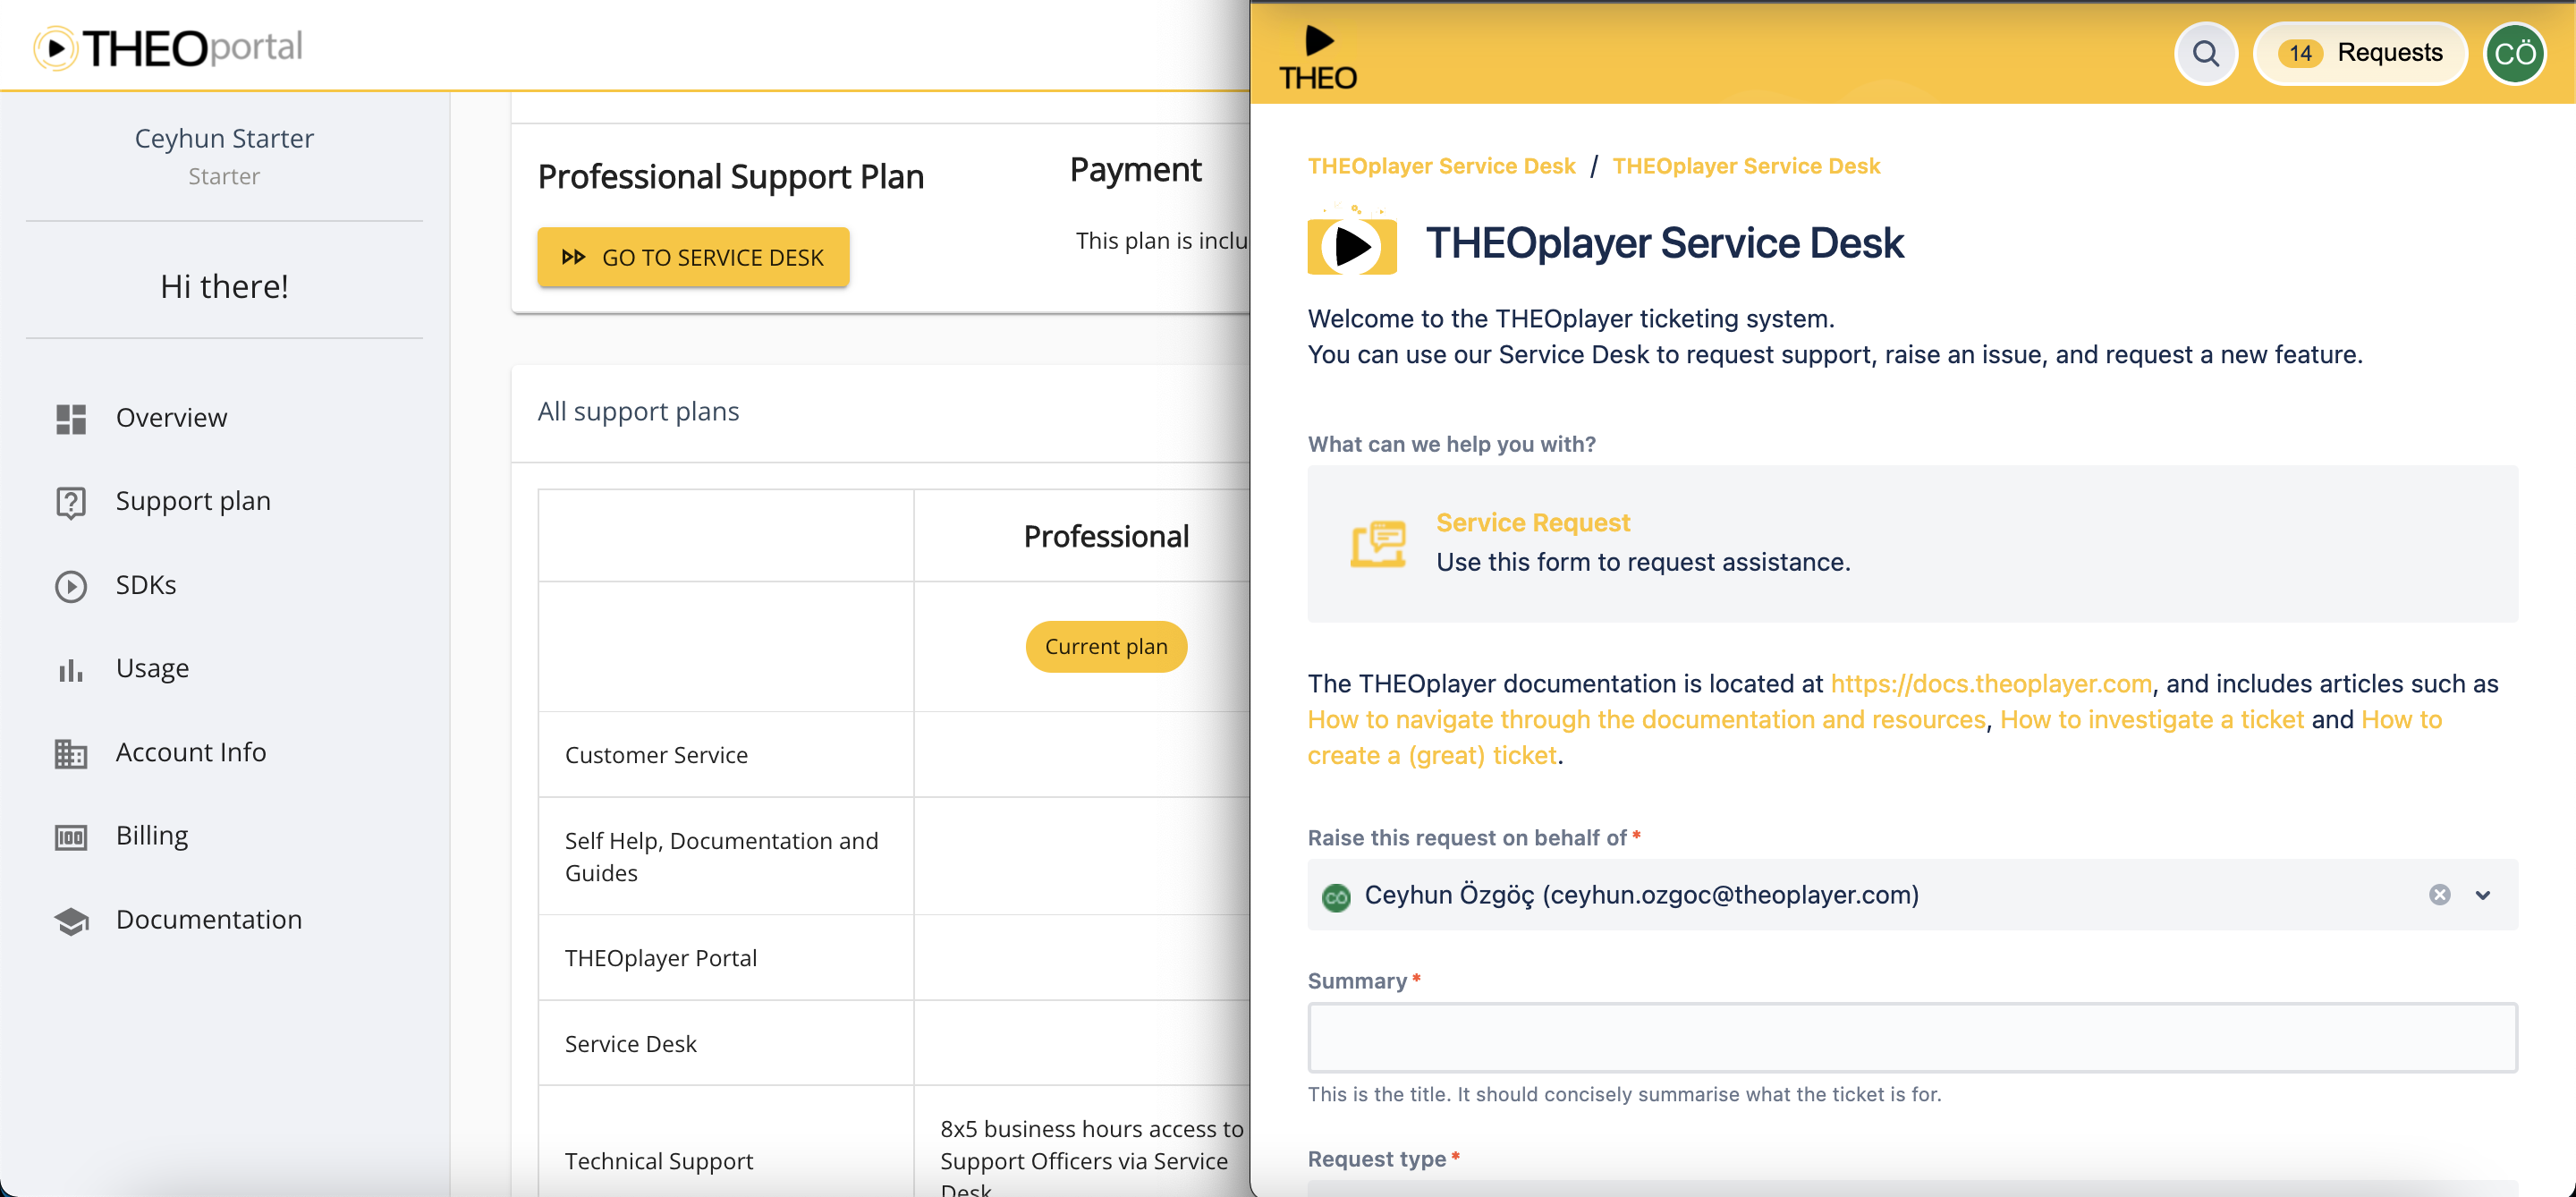 THEOportal
Ceyhun Starter
Starter
Hi there!
Overview
Support plan
SDKs
Usage
Account Info
Billing
Documentation
Professional Support Plan
GO TO SERVICE DESK
Payment
This plan is inclu
All support plans
Professional
Current plan
Customer Service
Self Help, Documentation and
Guides
THEOplayer Portal
Service Desk
Technical Support
8x5 business hours access to
Support Officers via Service
Desk
THEO
14 Requests
CÖ
THEOplayer Service Desk / THEOplayer Service Desk
THEOplayer Service Desk
Welcome to the THEOplayer ticketing system.
You can use our Service Desk to request support, raise an issue, and request a new feature.
What can we help you with?
Service Request
Use this form to request assistance.
The THEOplayer documentation is located at https://docs.theoplayer.com, and includes articles such as
How to navigate through the documentation and resources, How to investigate a ticket and How to
create a (great) ticket.
Raise this request on behalf of *
CÖ Ceyhun Özgöç (ceyhun.ozgoc@theoplayer.com)
Summary *
This is the title. It should concisely summarise what the ticket is for.
Request type *